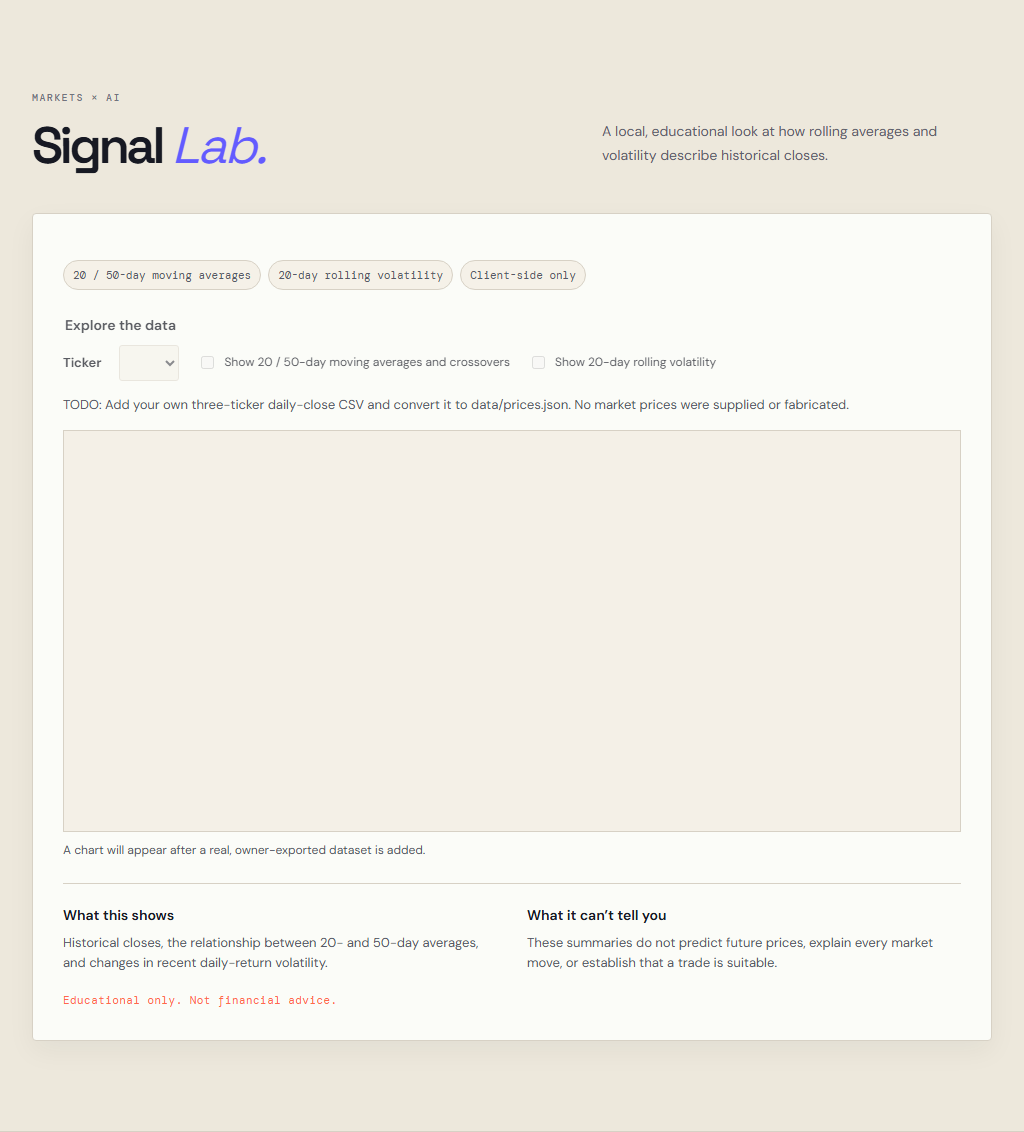 MARKETS × AI
Signal Lab.
A local, educational look at how rolling averages and
volatility describe historical closes.
20 / 50-day moving averages
20-day rolling volatility
Client-side only
Explore the data
Ticker
Show 20 / 50-day moving averages and crossovers
Show 20-day rolling volatility
TODO: Add your own three-ticker daily-close CSV and convert it to data/prices.json. No market prices were supplied or fabricated.
A chart will appear after a real, owner-exported dataset is added.
What this shows
Historical closes, the relationship between 20- and 50-day averages,
and changes in recent daily-return volatility.
What it can’t tell you
These summaries do not predict future prices, explain every market
move, or establish that a trade is suitable.
Educational only. Not financial advice.